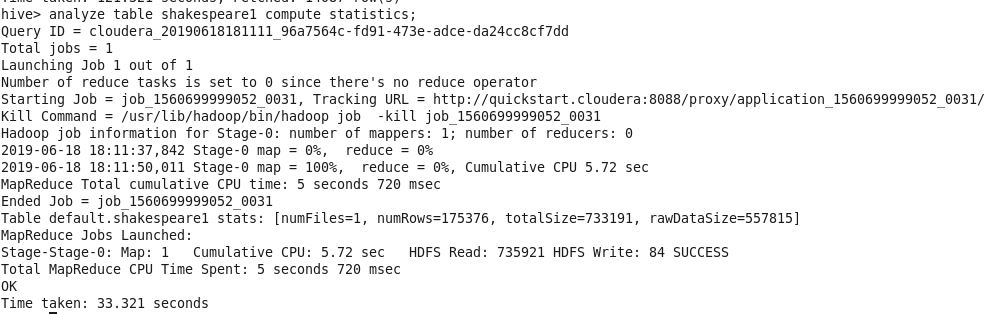 Time taken: 121.321 seconds, Fetched: 14087 row(s)
hive> analyze table shakespeare1 compute statistics;
Query ID = cloudera_20190618181111_96a7564c-fd91-473e-adce-da24cc8cf7dd
Total jobs = 1
Launching Job 1 out of 1
Number of reduce tasks is set to 0 since there's no reduce operator
Starting Job = job_1560699999052_0031, Tracking URL = http://quickstart.cloudera:8088/proxy/application_1560699999052_0031/
Kill Command = /usr/lib/hadoop/bin/hadoop job  -kill job_1560699999052_0031
Hadoop job information for Stage-0: number of mappers: 1; number of reducers: 0
2019-06-18 18:11:37,842 Stage-0 map = 0%,  reduce = 0%
2019-06-18 18:11:50,011 Stage-0 map = 100%,  reduce = 0%, Cumulative CPU 5.72 sec
MapReduce Total cumulative CPU time: 5 seconds 720 msec
Ended Job = job_1560699999052_0031
Table default.shakespeare1 stats: [numFiles=1, numRows=175376, totalSize=733191, rawDataSize=557815]
MapReduce Jobs Launched:
Stage-Stage-0: Map: 1   Cumulative CPU: 5.72 sec   HDFS Read: 735921 HDFS Write: 84 SUCCESS
Total MapReduce CPU Time Spent: 5 seconds 720 msec
OK
Time taken: 33.321 seconds